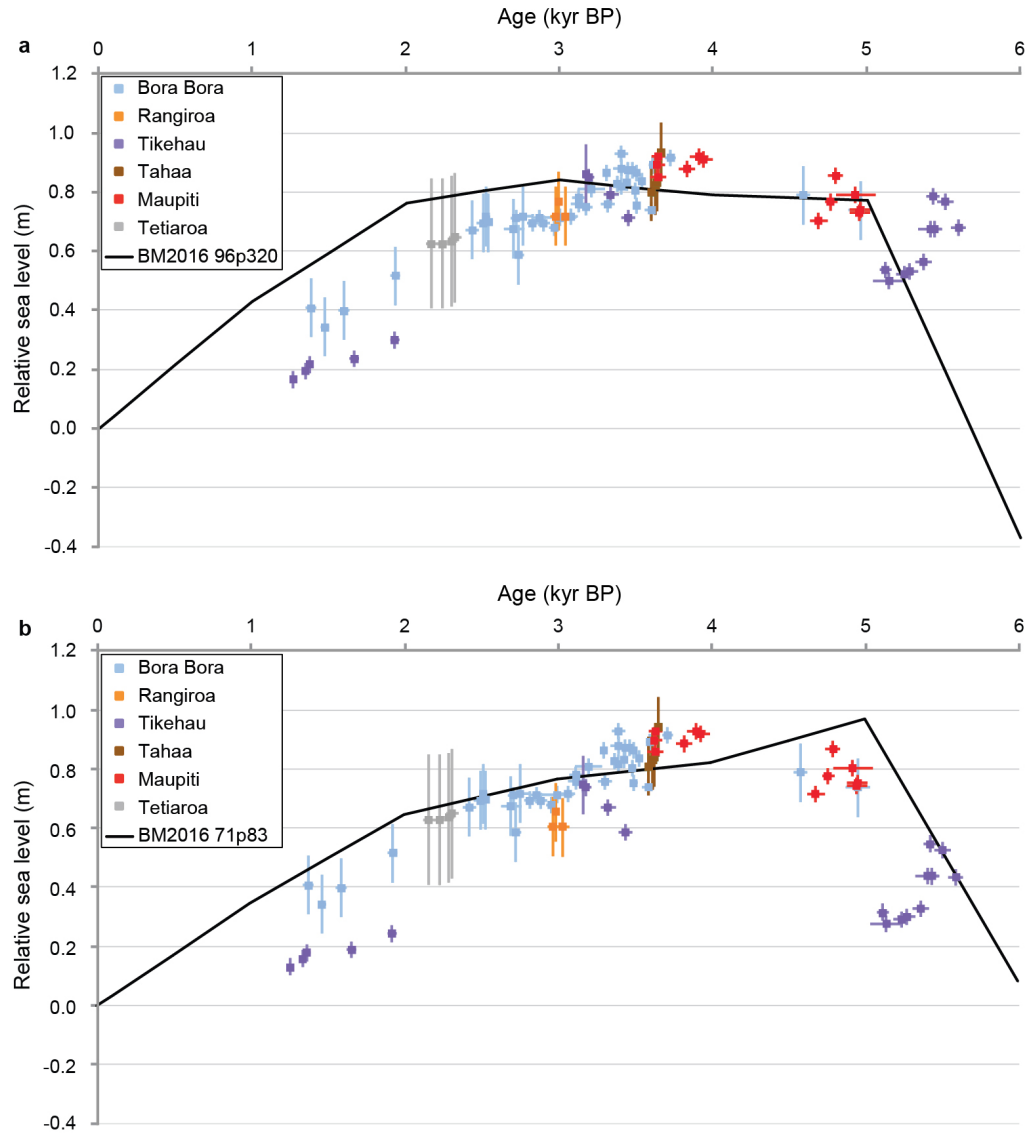 Age (kyr BP)
a
0 1 2 3 4 5 6
1.2
1.0
0.8
0.6
0.4
0.2
0.0
-0.2
-0.4
Relative sea level (m)
Bora Bora
Rangiroa
Tikehau
Tahaa
Maupiti
Tetiaroa
BM2016 96p320
Age (kyr BP)
b
0 1 2 3 4 5 6
1.2
1.0
0.8
0.6
0.4
0.2
0.0
-0.2
-0.4
Relative sea level (m)
Bora Bora
Rangiroa
Tikehau
Tahaa
Maupiti
Tetiaroa
BM2016 71p83